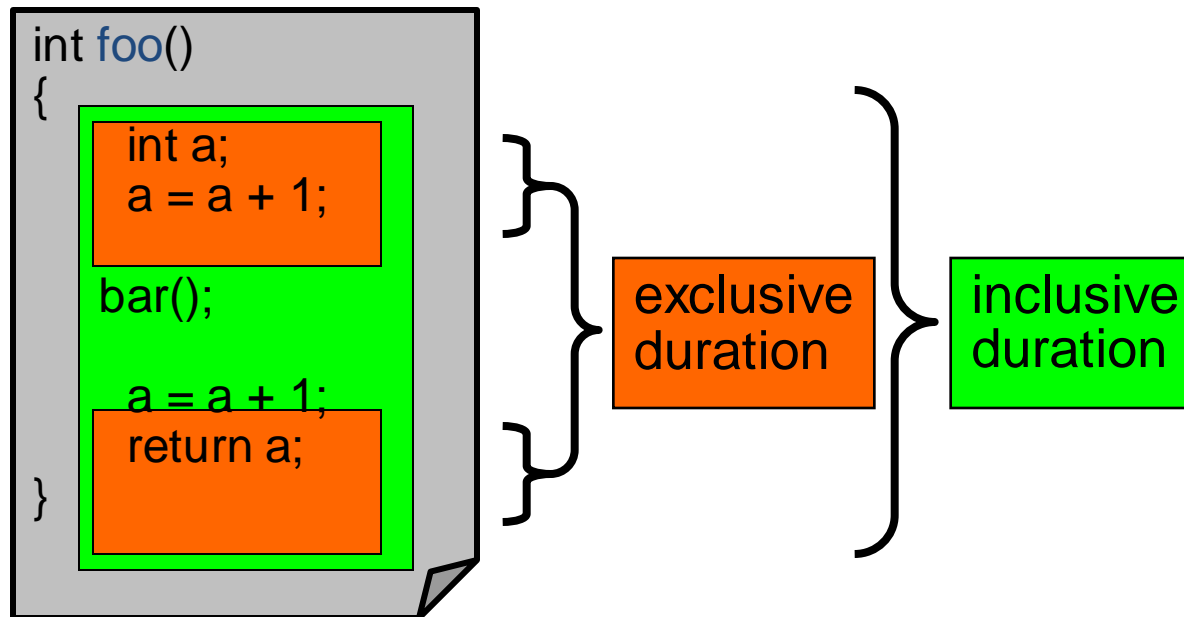 int foo()
{
int a;
a = a + 1;
bar();
a = a + 1;
return a;
}
exclusive
duration
inclusive
duration